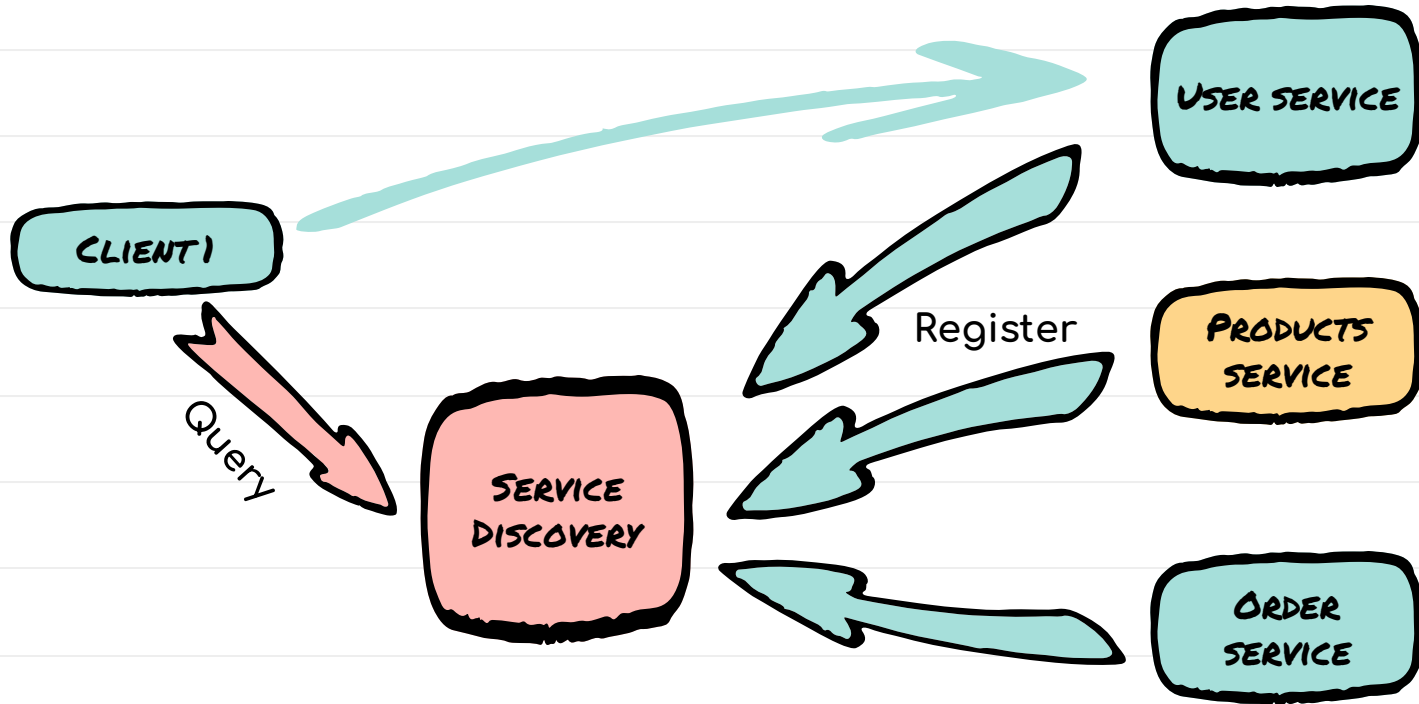 User service
Client 1
Register
Products
service
Query
Service
Discovery
Order
service